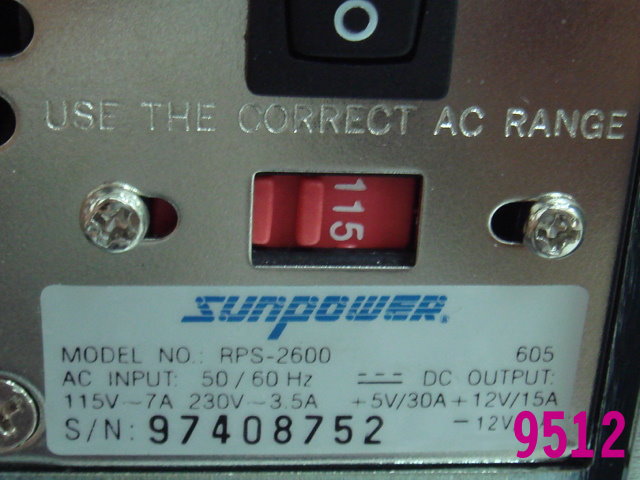 O
USE THE CORRECT AC RANGE
115
SUNPOWER
MODEL NO.: RPS-2600 605
AC INPUT: 50/60 Hz DC OUTPUT:
115V~7A 230V~3.5A +5V/30A +12V/15A
S/N: 97408752 -12V
9512